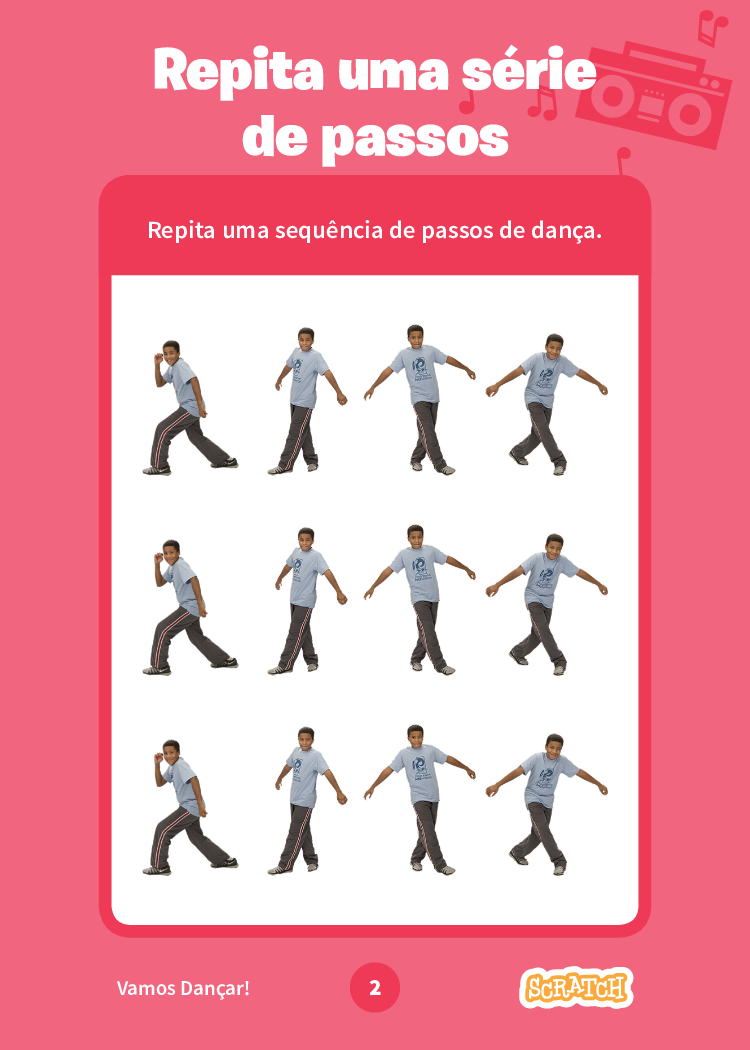 Repita uma série
de passos
Repita uma sequência de passos de dança.
Vamos Dançar!
2
SCRATCH